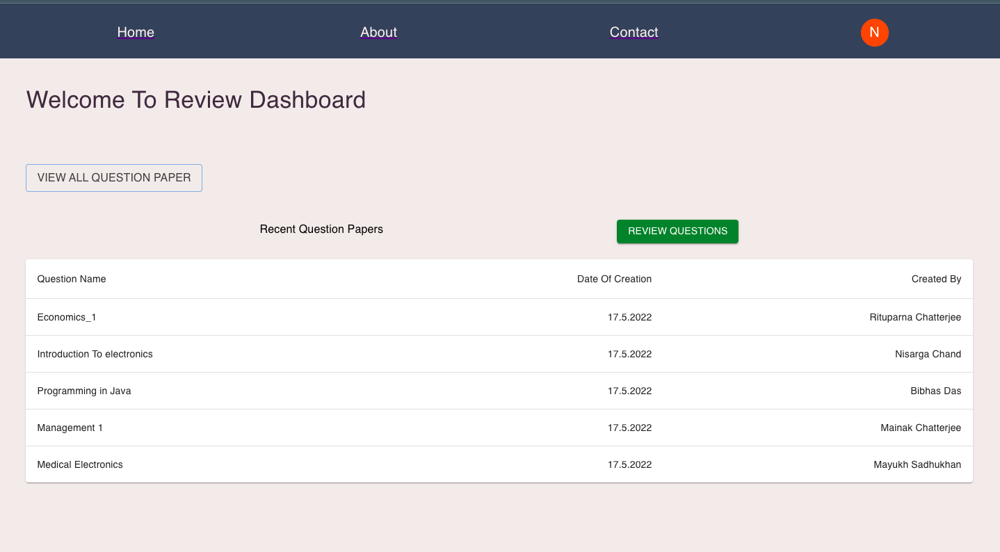 Home About Contact N
Welcome To Review Dashboard
VIEW ALL QUESTION PAPER
Recent Question Papers REVIEW QUESTIONS
Question Name Date Of Creation Created By
Economics_1 17.5.2022 Rituparna Chatterjee
Introduction To electronics 17.5.2022 Nisarga Chand
Programming in Java 17.5.2022 Bibhas Das
Management 1 17.5.2022 Mainak Chatterjee
Medical Electronics 17.5.2022 Mayukh Sadhukhan